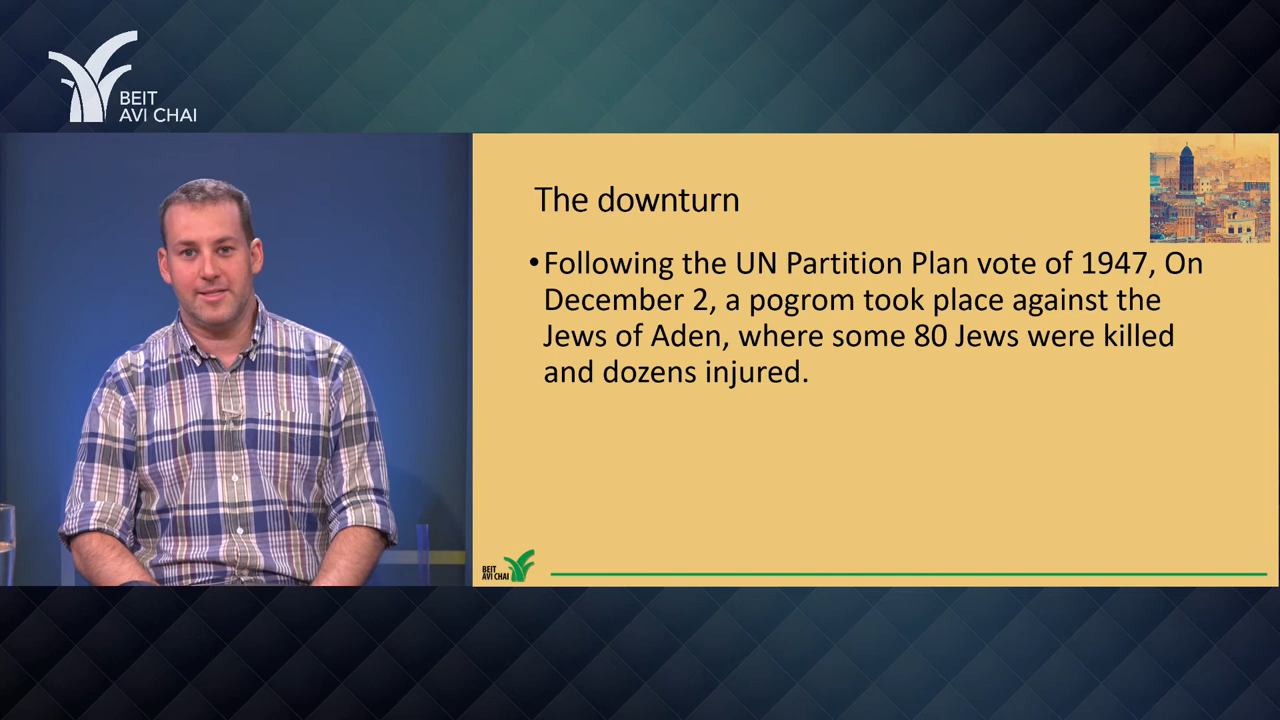 BEIT
AVI CHAI
The downturn
•Following the UN Partition Plan vote of 1947, On
December 2, a pogrom took place against the
Jews of Aden, where some 80 Jews were killed
and dozens injured.
BEIT
AVI CHAI